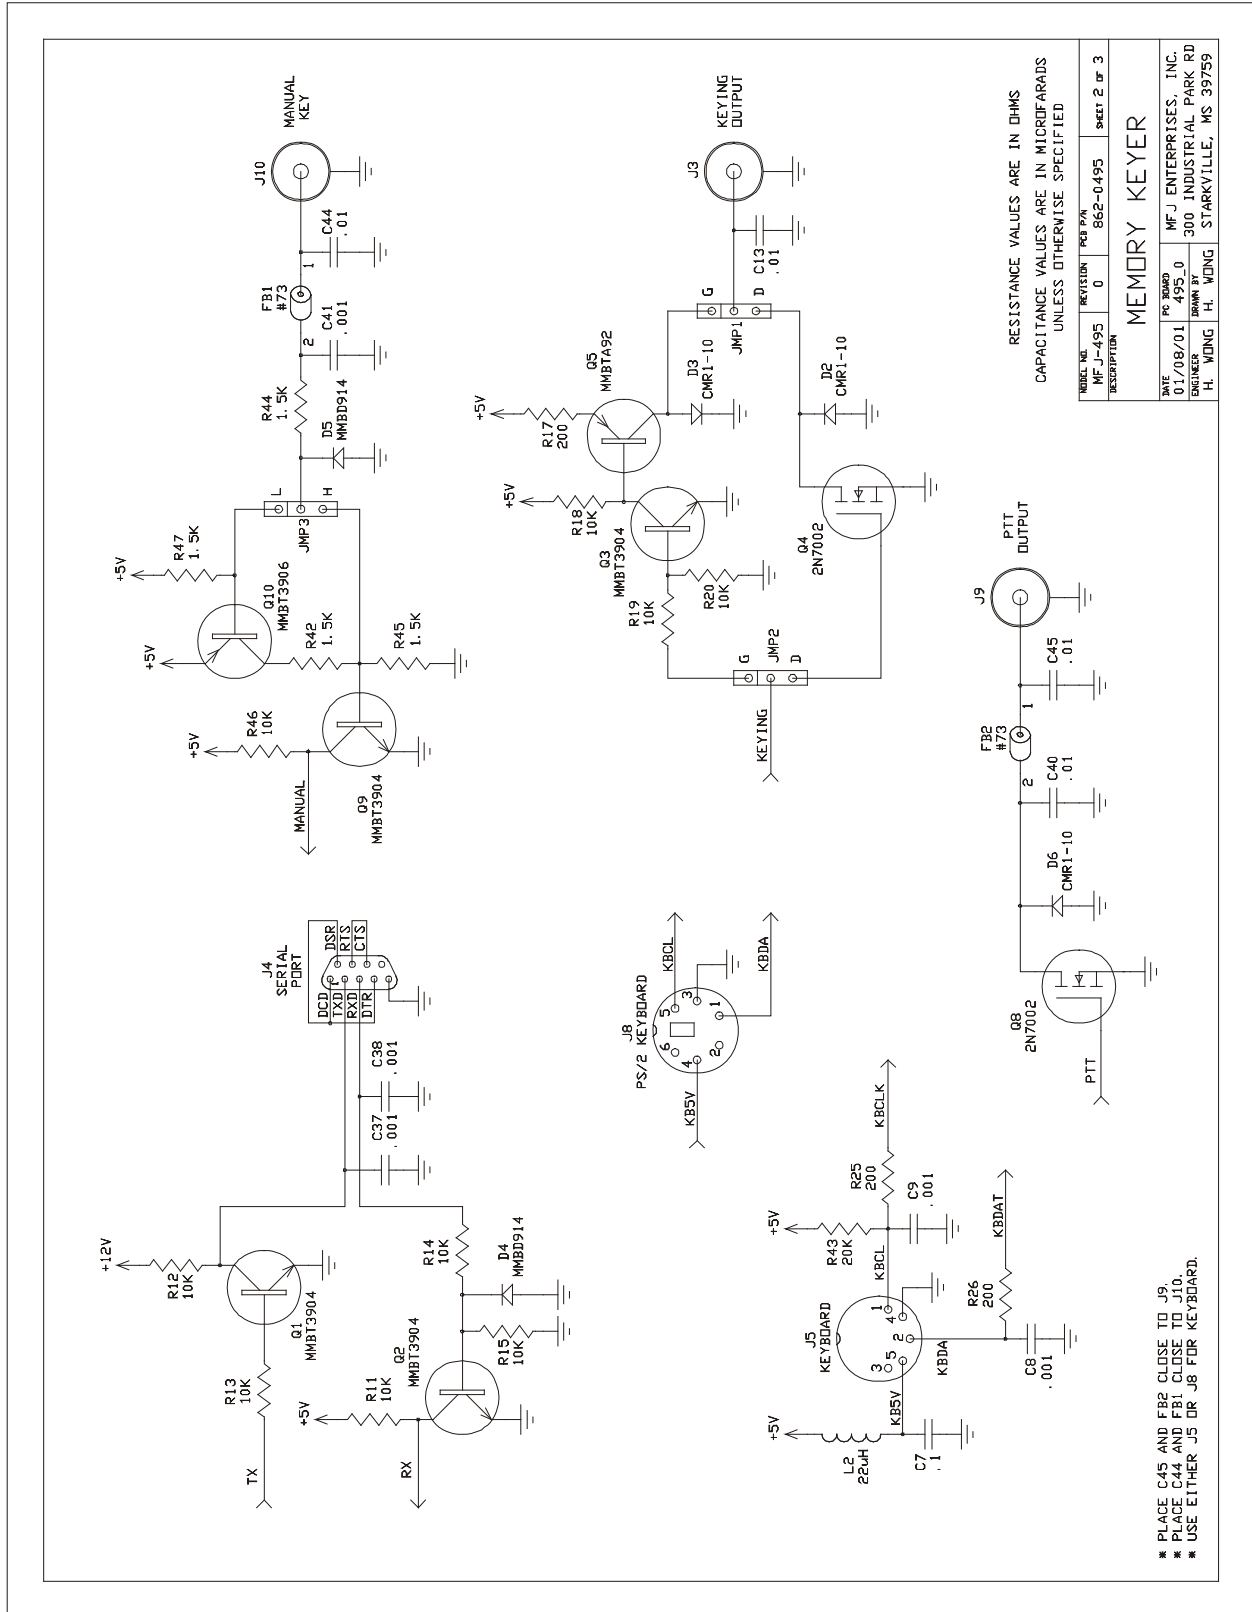 +12V
R12
10K
TX
R13
10K
Q1
MMBT3904
+5V
R11
10K
RX
Q2
MMBT3904
R14
10K
R15
10K
D4
MMBD914
C37
.001
C38
.001
J4
SERIAL
PORT
DCD
TXD
RXD
DTR
1
DSR
RTS
CTS
MANUAL
+5V
R46
10K
Q9
MMBT3904
+5V
Q10
MMBT3906
R42
1.5K
R45
1.5K
+5V
R47
1.5K
L
JMP3
H
D5
MMBD914
R44
1.5K
C41
.001
2
FB1
#73
1
C44
.01
J10
MANUAL
KEY
+5V
L2
22uH
C7
.1
KB5V
J5
KEYBOARD
3
5
2
4
1
KBDA
KBCL
+5V
R43
20K
R25
200
C9
.001
KBCLK
R26
200
C8
.001
KBDAT
J8
PS/2 KEYBOARD
KB5V
6
5
4
3
2
1
KBCL
KBDA
KEYING
G
JMP2
D
R19
10K
R20
10K
Q3
MMBT3904
+5V
R18
10K
+5V
R17
200
Q5
MMBTA92
D3
CMR1-10
Q4
2N7002
D2
CMR1-10
G
JMP1
D
C13
.01
J3
KEYING
OUTPUT
PTT
Q8
2N7002
D6
CMR1-10
C40
.01
2
FB2
#73
1
C45
.01
J9
PTT
OUTPUT
RESISTANCE VALUES ARE IN OHMS
CAPACITANCE VALUES ARE IN MICROFARADS
UNLESS OTHERWISE SPECIFIED
MODEL NO. REVISION PCB P/N
MFJ-495 0 862-0495 SHEET 2 OF 3
DESCRIPTION
MEMORY KEYER
DATE PC BOARD
01/08/01 495_0
ENGINEER DRAWN BY
H. WONG H. WONG
MFJ ENTERPRISES, INC.
300 INDUSTRIAL PARK RD
STARKVILLE, MS 39759
* PLACE C45 AND FB2 CLOSE TO J9.
* PLACE C44 AND FB1 CLOSE TO J10.
* USE EITHER J5 OR J8 FOR KEYBOARD.